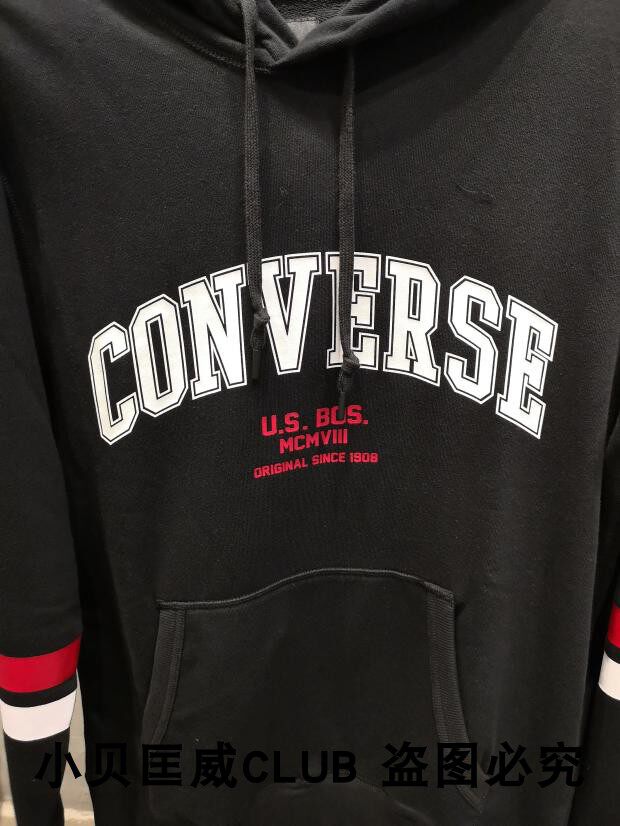 CONVERSE
U.S. BOS.
MCMVIII
ORIGINAL SINCE 1908
小贝匡威CLUB 盗图必究